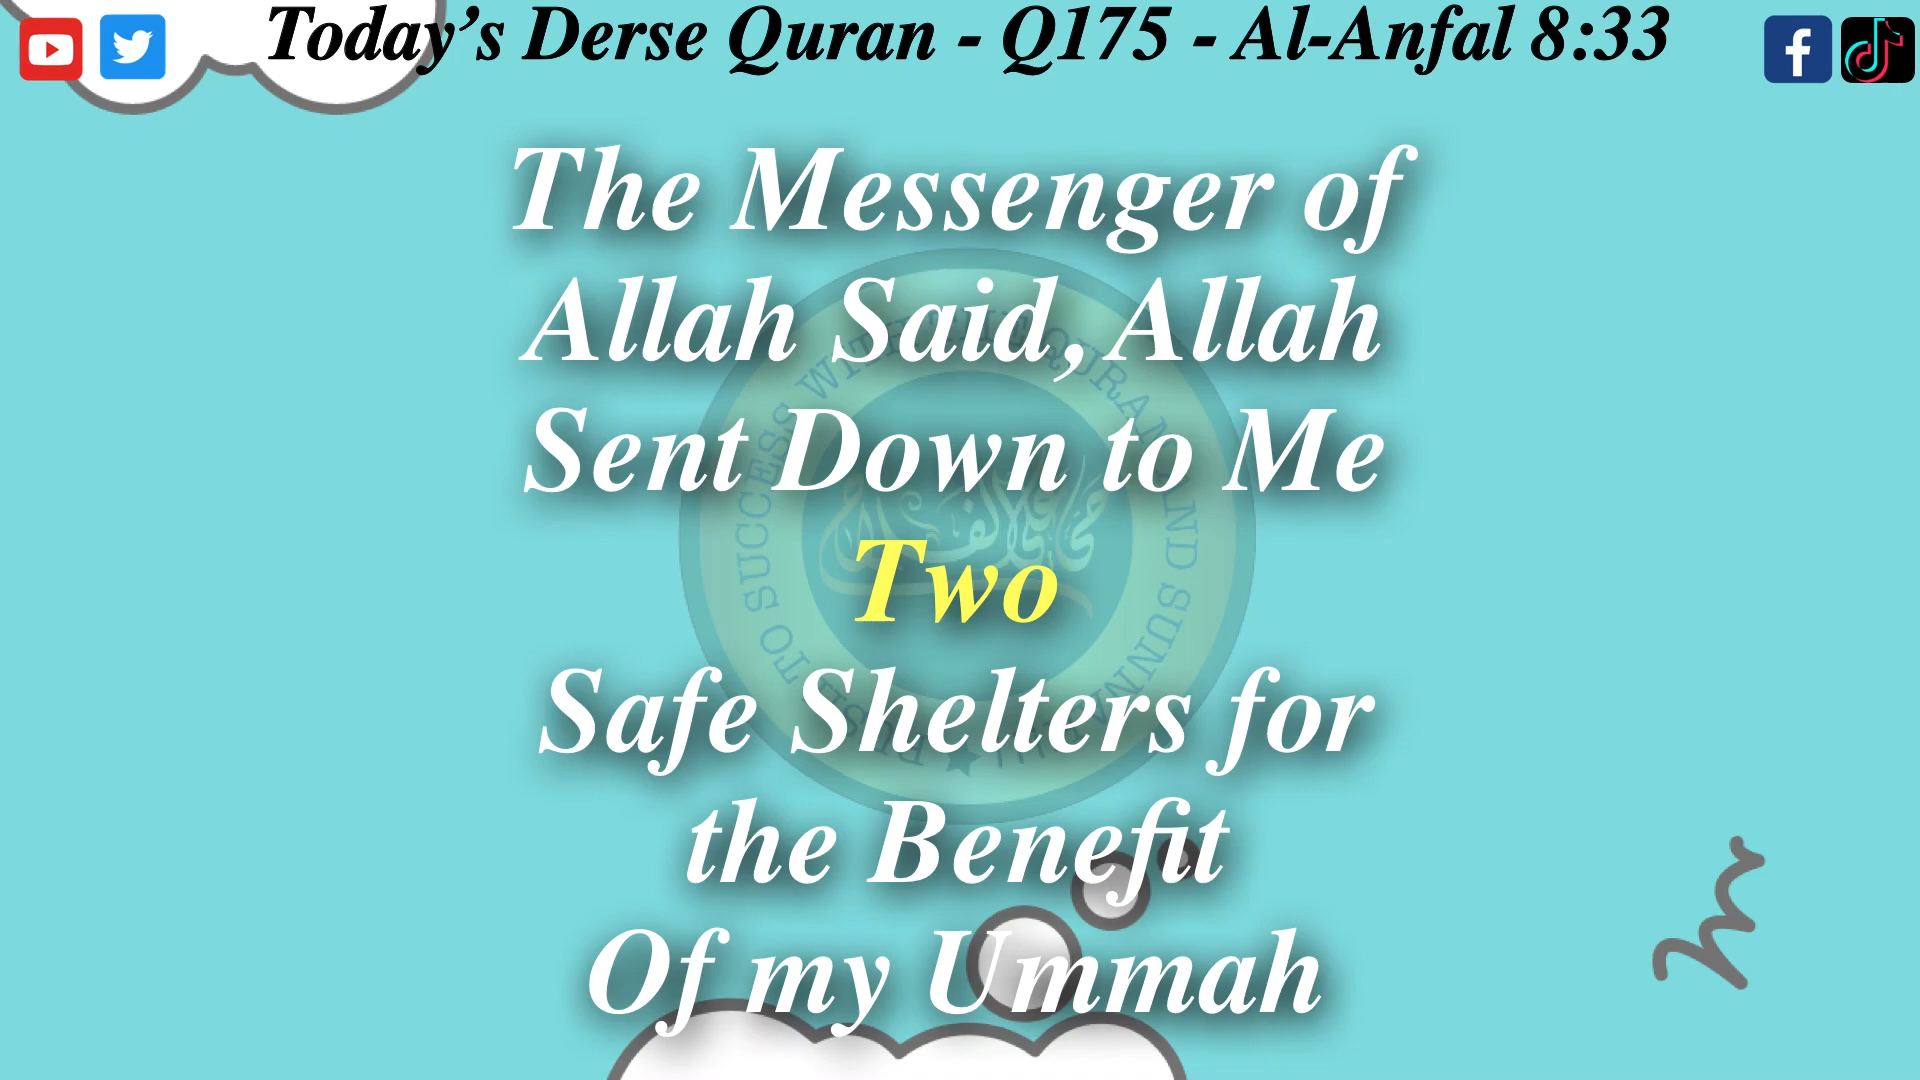 Today’s Derse Quran - Q175 - Al-Anfal 8:33
The Messenger of
Allah Said, Allah
Sent Down to Me
Two
Safe Shelters for
the Benefit
Of my Ummah